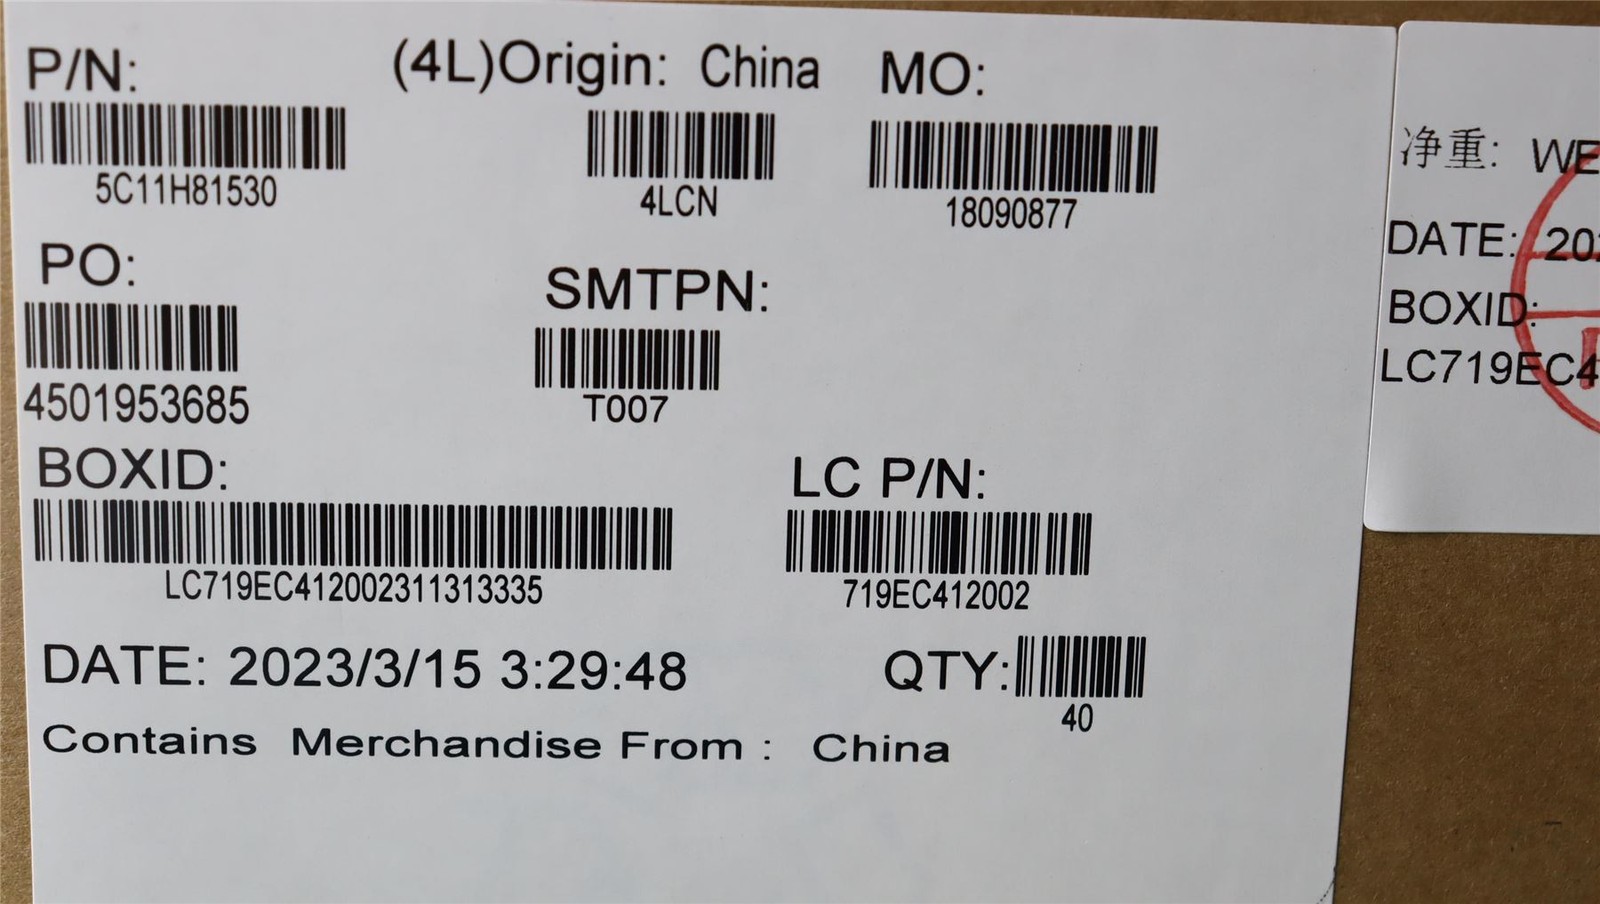 P/N: (4L)Origin: China MO:
5C11H81530 4LCN 18090877
PO: SMTPN:
4501953685 T007
BOXID: LC P/N:
LC719EC412002311313335 719EC412002
DATE: 2023/3/15 3:29:48 QTY:
40
Contains Merchandise From : China
净重:
DATE:
BOXID: